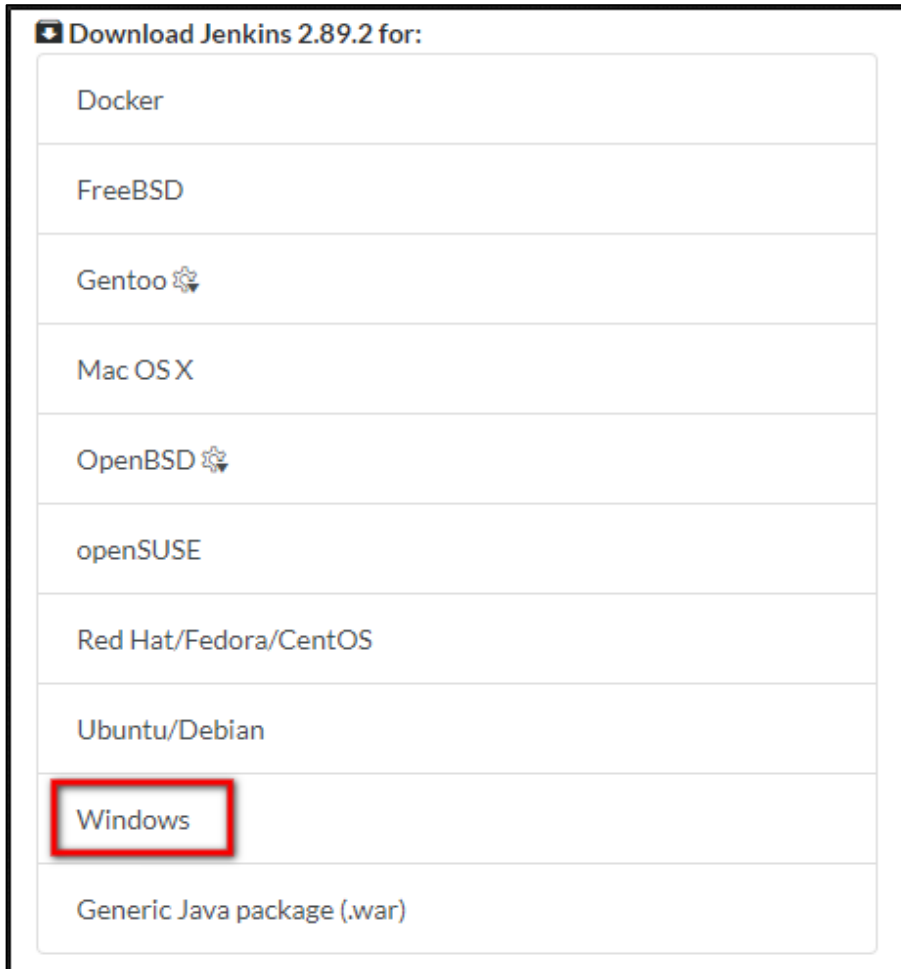 Download Jenkins 2.89.2 for:
Docker
FreeBSD
Gentoo
Mac OS X
OpenBSD
openSUSE
Red Hat/Fedora/CentOS
Ubuntu/Debian
Windows
Generic Java package (.war)